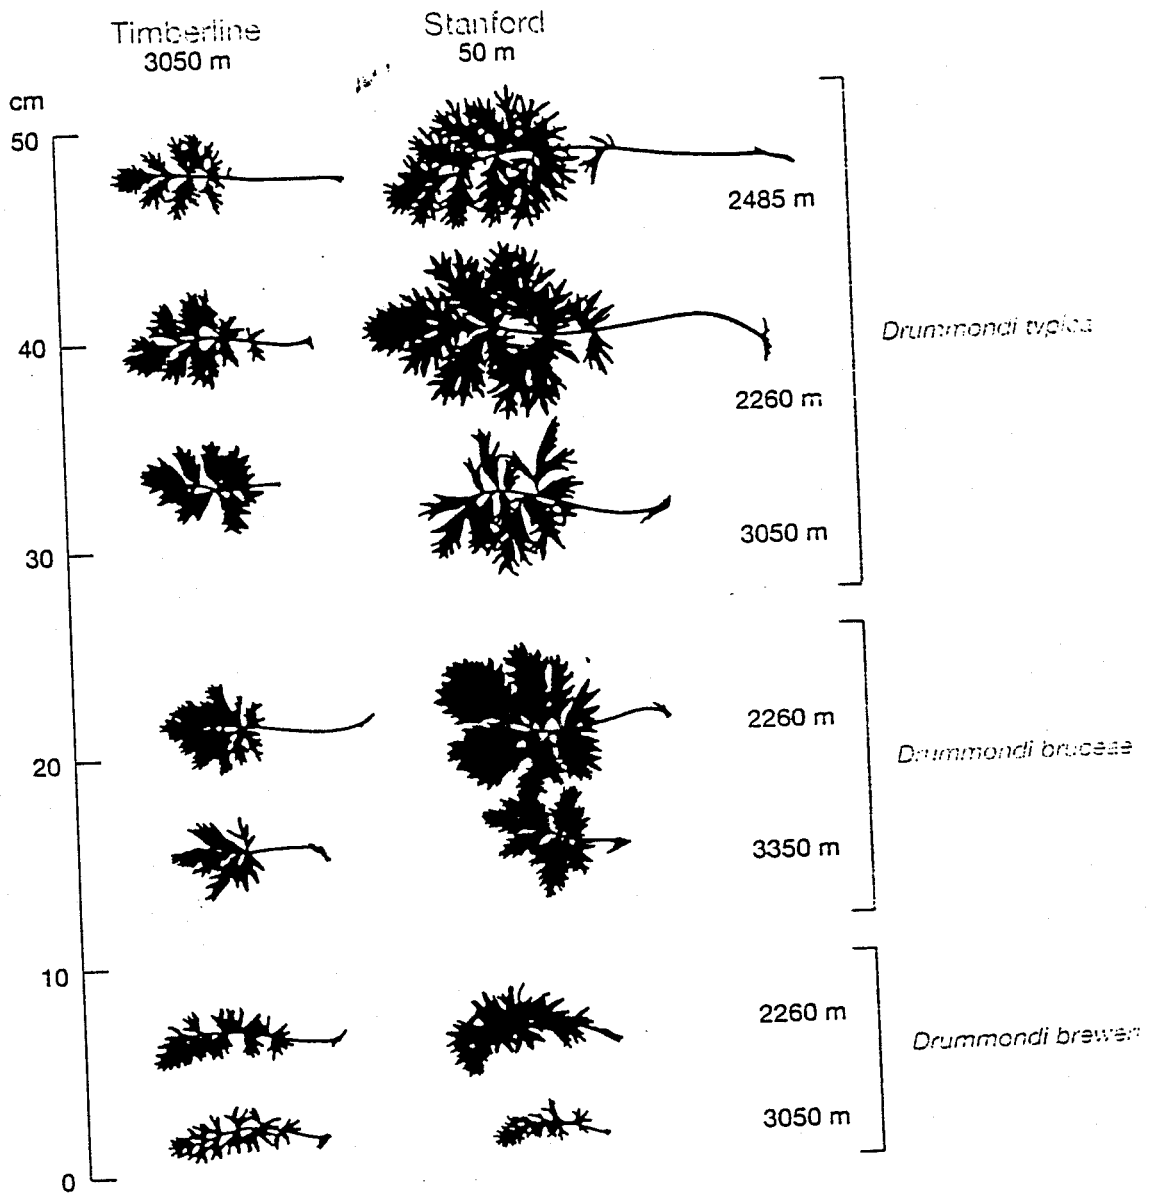 Timberline
3050 m
Stanford
50 m
cm
50
2485 m
Drummondi typica
40
2260 m
3050 m
30
2260 m
Drummondi bruceae
20
3350 m
10
2260 m
Drummondi breweri
3050 m
0